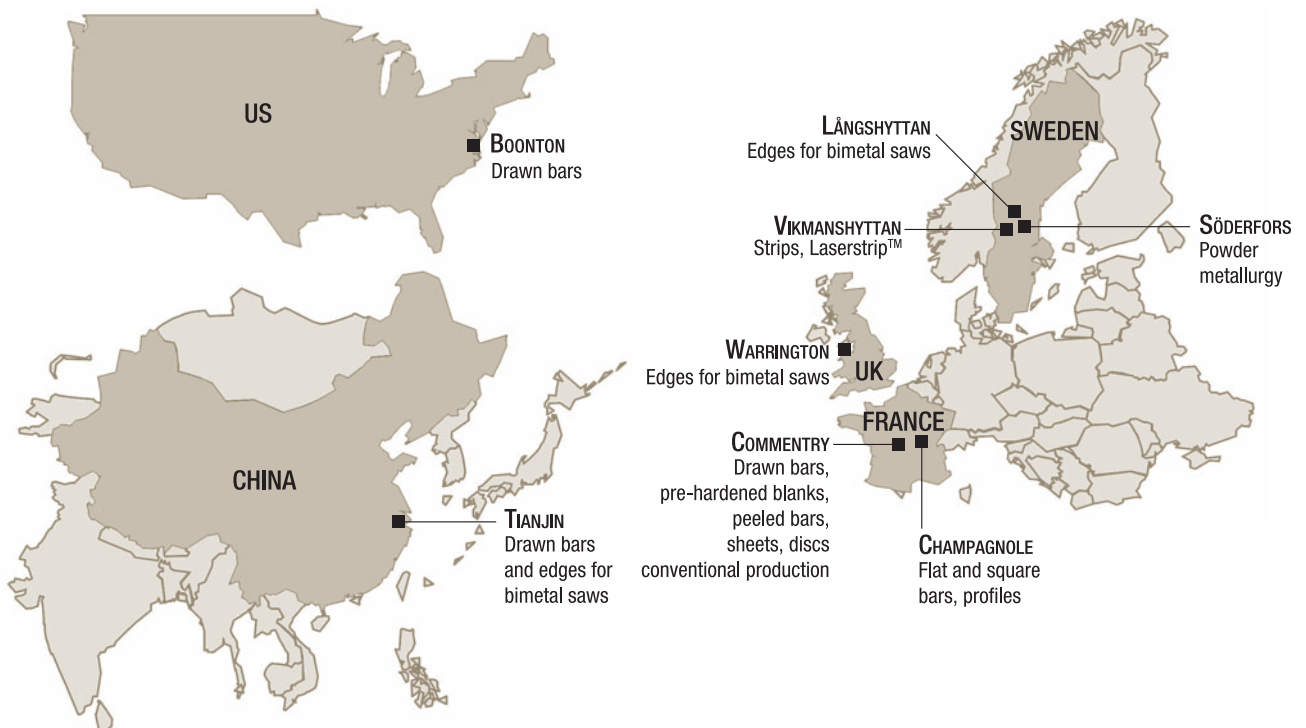 US
BOONTON
Drawn bars
CHINA
TIANJIN
Drawn bars
and edges for
bimetal saws
LÅNGSHYTTAN
Edges for bimetal saws
SWEDEN
VIKMANSHYTTAN
Strips, Laserstrip™
SÖDERFORS
Powder
metallurgy
WARRINGTON
Edges for bimetal saws
UK
FRANCE
COMMENTRY
Drawn bars,
pre-hardened blanks,
peeled bars,
sheets, discs
conventional production
CHAMPAGNOLE
Flat and square
bars, profiles